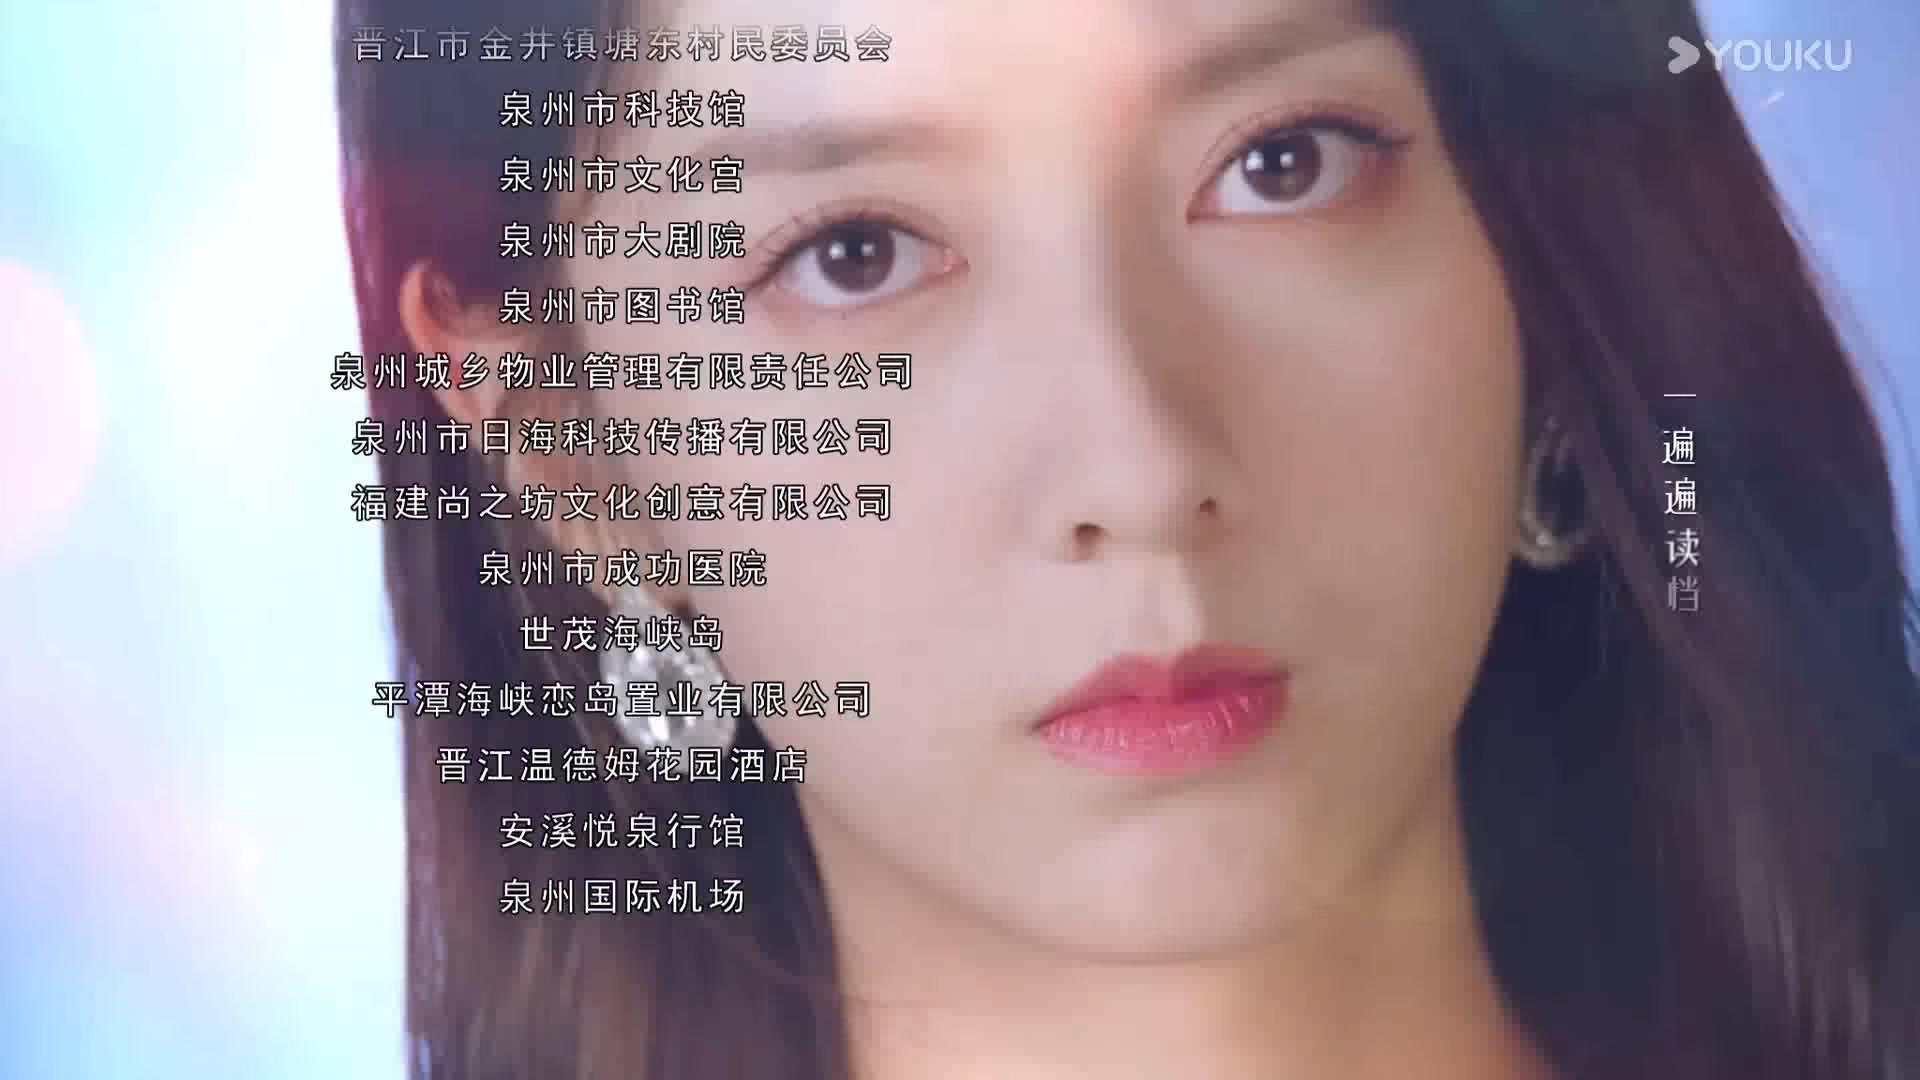 晋江市金井镇塘东村民委员会
泉州市科技馆
泉州市文化宫
泉州市大剧院
泉州市图书馆
泉州城乡物业管理有限责任公司
泉州市日海科技传播有限公司
福建尚之坊文化创意有限公司
泉州市成功医院
世茂海峡岛
平潭海峡恋岛置业有限公司
晋江温德姆花园酒店
安溪悦泉行馆
泉州国际机场
YOUKU
一遍遍读档